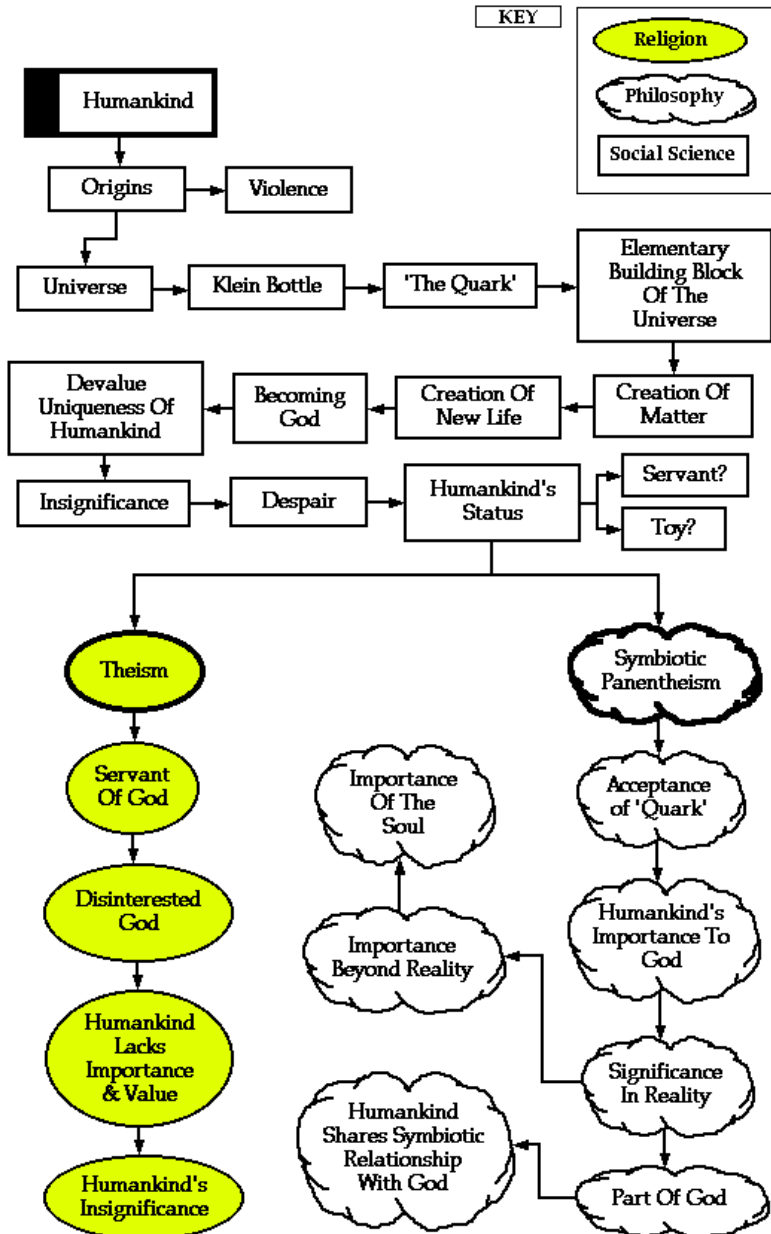 KEY
Religion
Philosophy
Social Science
Humankind
Origins
Violence
Universe
Klein Bottle
'The Quark'
Elementary
Building Block
Of The
Universe
Devalue
Uniqueness Of
Humankind
Becoming
God
Creation Of
New Life
Creation Of
Matter
Insignificance
Despair
Humankind's
Status
Servant?
Toy?
Theism
Symbiotic
Panentheism
Servant
Of God
Importance
Of The
Soul
Acceptance
of 'Quark'
Disinterested
God
Importance
Beyond Reality
Humankind's
Importance To
God
Humankind
Lacks
Importance
& Value
Significance
In Reality
Humankind
Shares Symbiotic
Relationship
With God
Humankind's
Insignificance
Part Of God